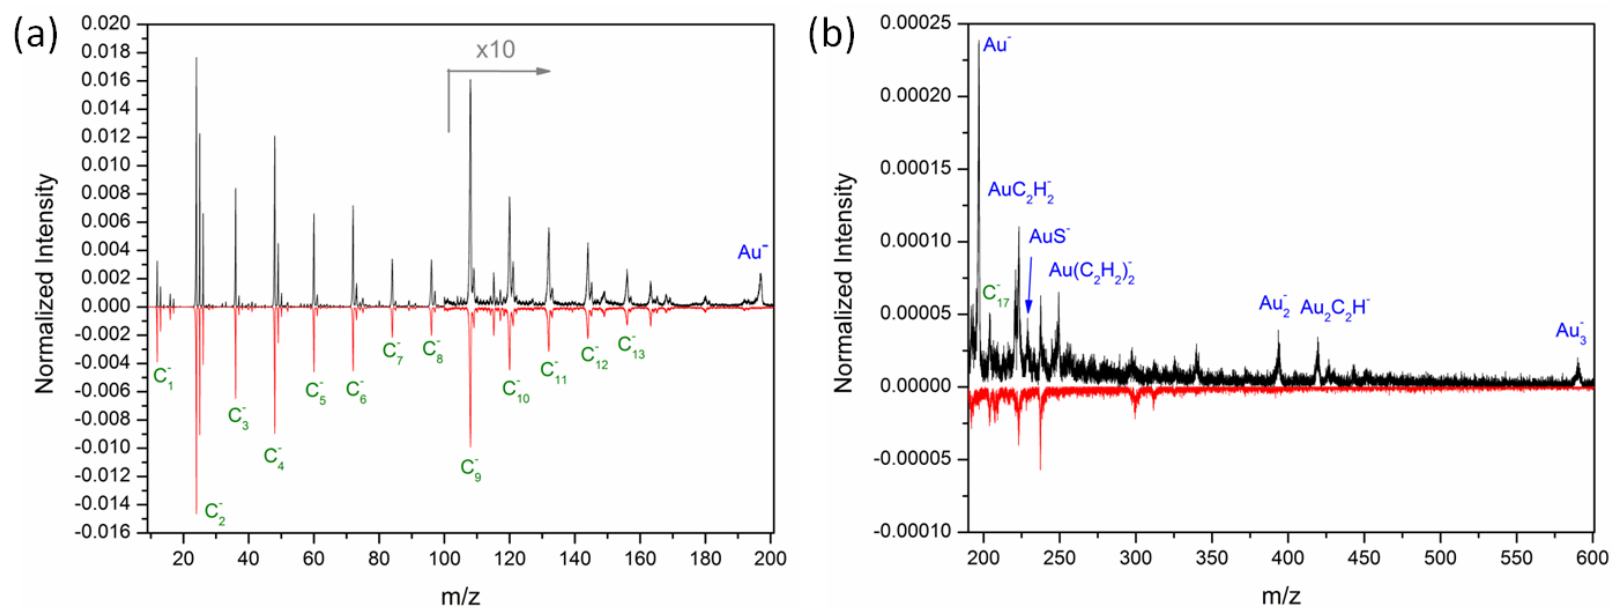 (a)
Normalized Intensity
0.020
0.018
0.016
0.014
0.012
0.010
0.008
0.006
0.004
0.002
0.000
-0.002
-0.004
-0.006
-0.008
-0.010
-0.012
-0.014
-0.016
x10
Au⁻
C₁⁻
C₂⁻
C₃⁻
C₄⁻
C₅⁻
C₆⁻
C₇⁻
C₈⁻
C₉⁻
C₁₀⁻
C₁₁⁻
C₁₂⁻
C₁₃⁻
20 40 60 80 100 120 140 160 180 200
m/z
(b)
Normalized Intensity
0.00025
0.00020
0.00015
0.00010
0.00005
0.00000
-0.00005
-0.00010
Au⁻
AuC₂H₂⁻
AuS⁻
Au(C₂H₂)₂⁻
C₁₇⁻
Au₂⁻
Au₂C₂H⁻
Au₃⁻
200 250 300 350 400 450 500 550 600
m/z